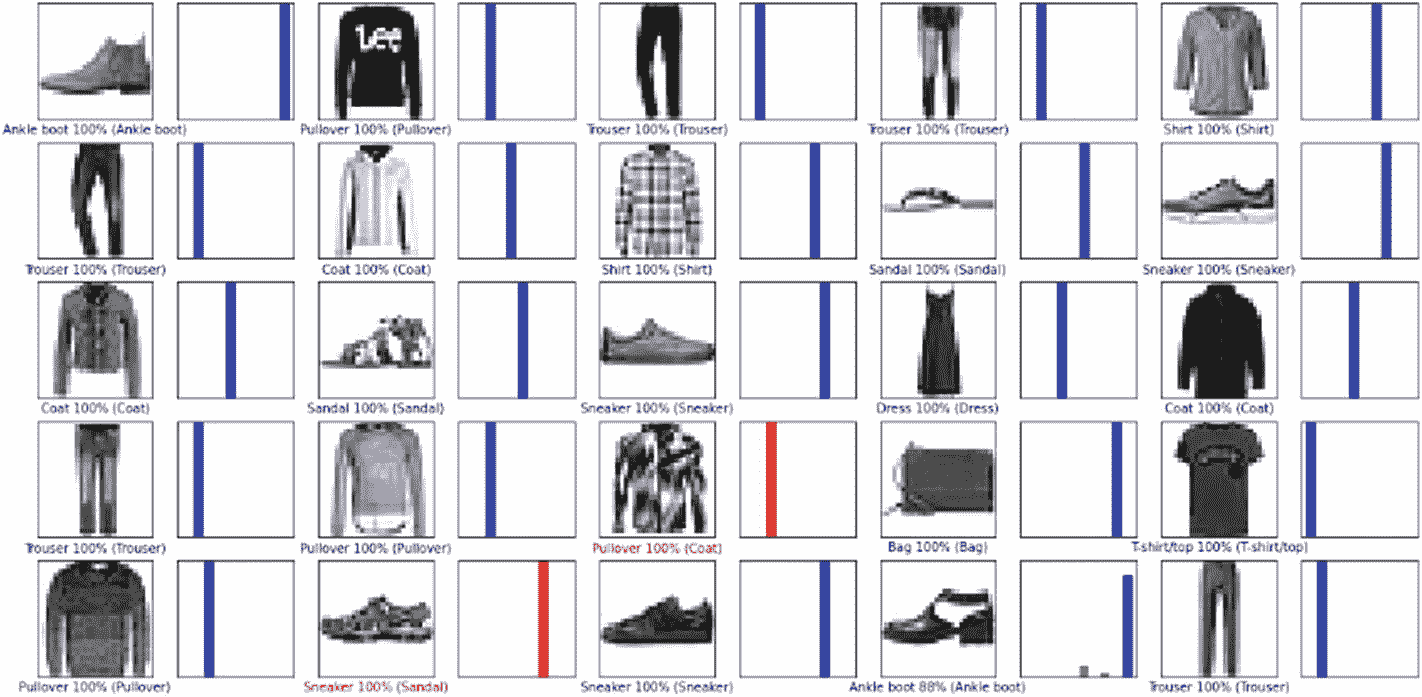 Lee
Ankle boot 100% (Ankle boot)
Pullover 100% (Pullover)
Trouser 100% (Trouser)
Trouser 100% (Trouser)
Shirt 100% (Shirt)
Trouser 100% (Trouser)
Coat 100% (Coat)
Shirt 100% (Shirt)
Sandal 100% (Sandal)
Sneaker 100% (Sneaker)
Coat 100% (Coat)
Sandal 100% (Sandal)
Sneaker 100% (Sneaker)
Dress 100% (Dress)
Coat 100% (Coat)
Trouser 100% (Trouser)
Pullover 100% (Pullover)
Pullover 100% (Coat)
Bag 100% (Bag)
T-shirt/top 100% (T-shirt/top)
Pullover 100% (Pullover)
Sneaker 100% (Sandal)
Sneaker 100% (Sneaker)
Ankle boot 88% (Ankle boot)
Trouser 100% (Trouser)